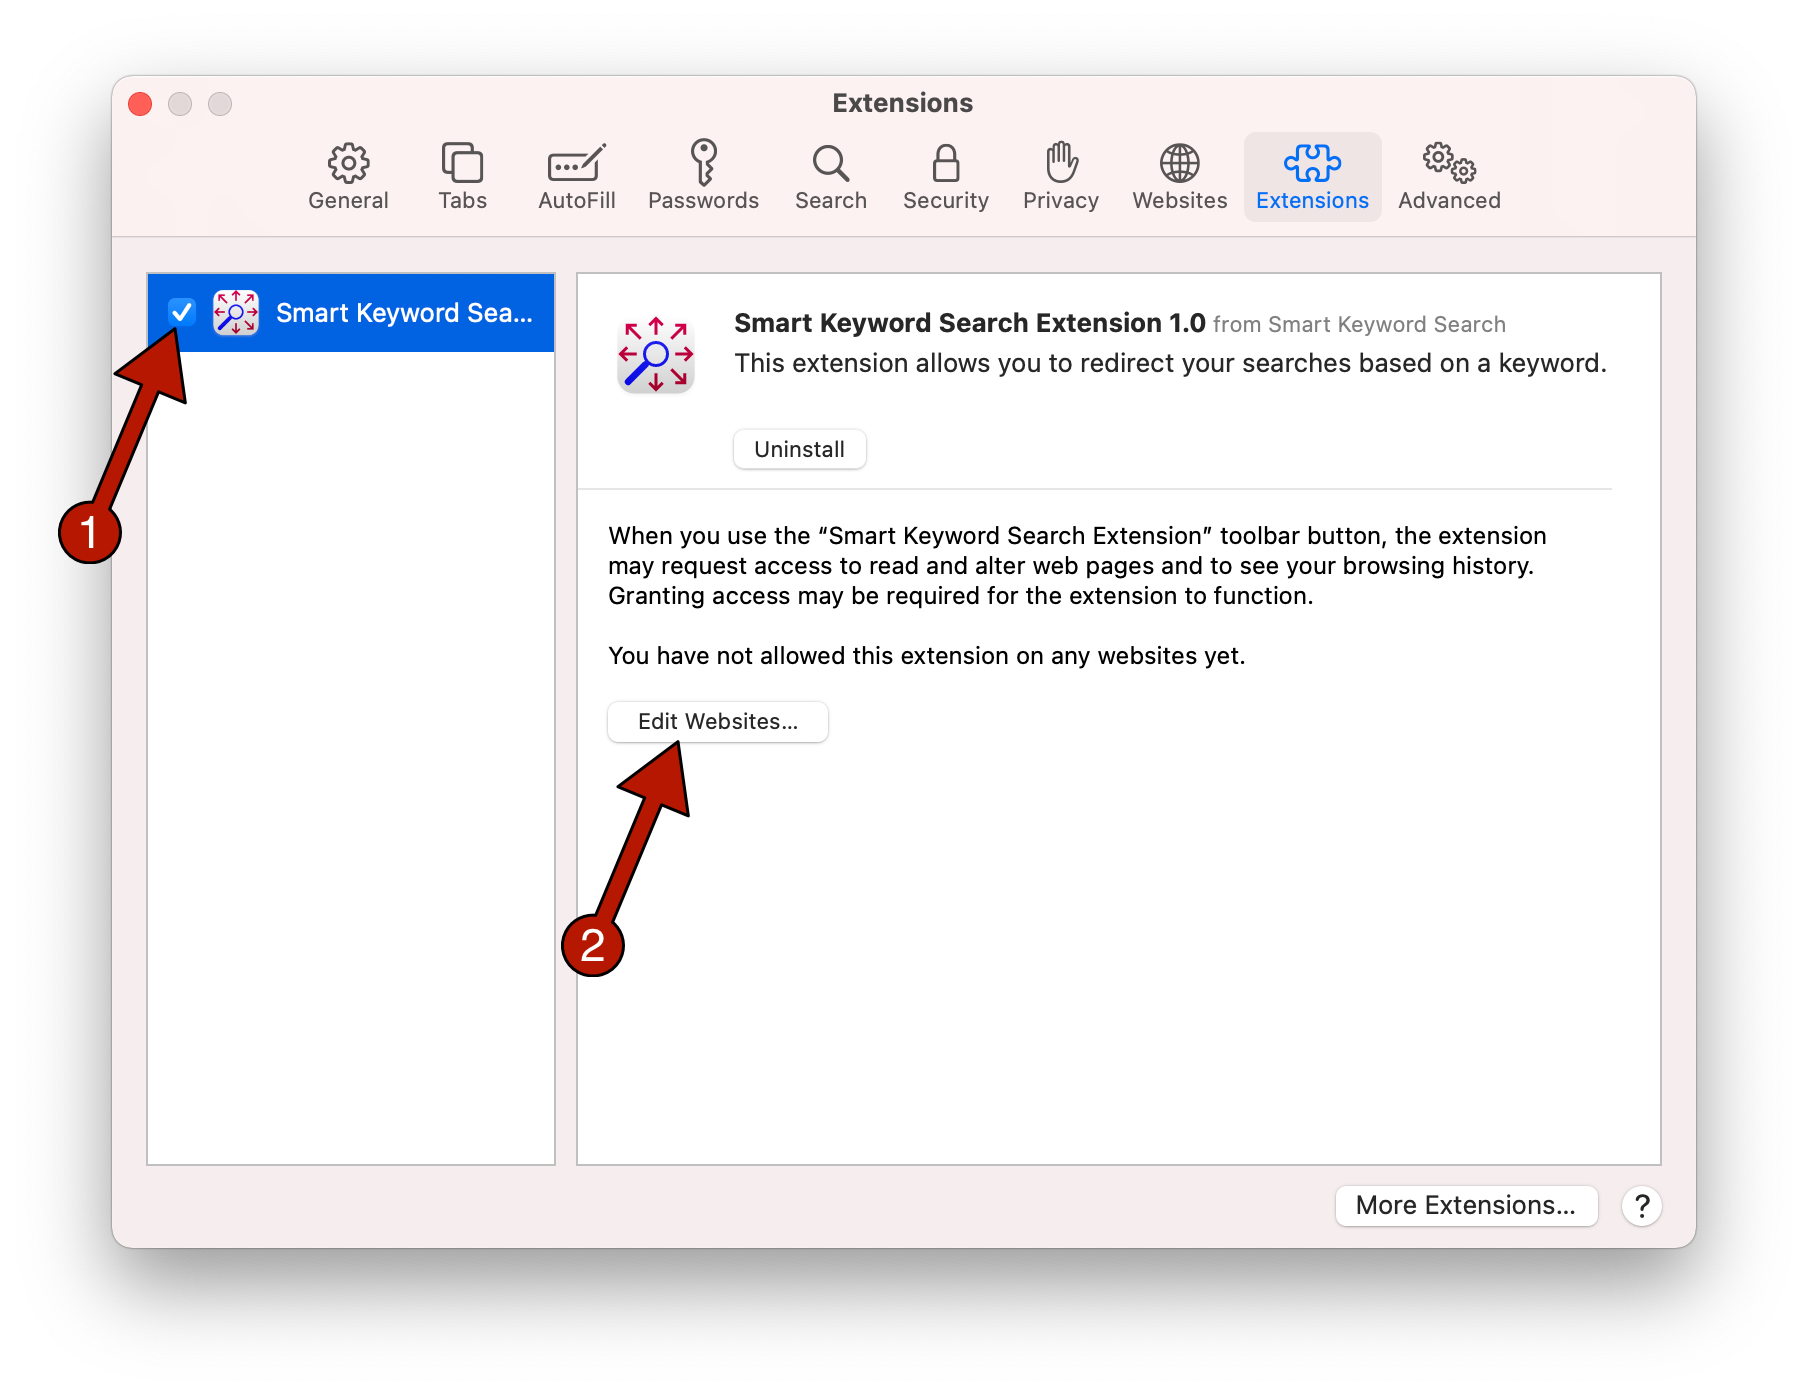 Extensions
General
Tabs
AutoFill
Passwords
Search
Security
Privacy
Websites
Extensions
Advanced
Smart Keyword Sea...
1
Smart Keyword Search Extension 1.0 from Smart Keyword Search
This extension allows you to redirect your searches based on a keyword.
Uninstall
When you use the “Smart Keyword Search Extension” toolbar button, the extension
may request access to read and alter web pages and to see your browsing history.
Granting access may be required for the extension to function.
You have not allowed this extension on any websites yet.
Edit Websites...
2
More Extensions...
?